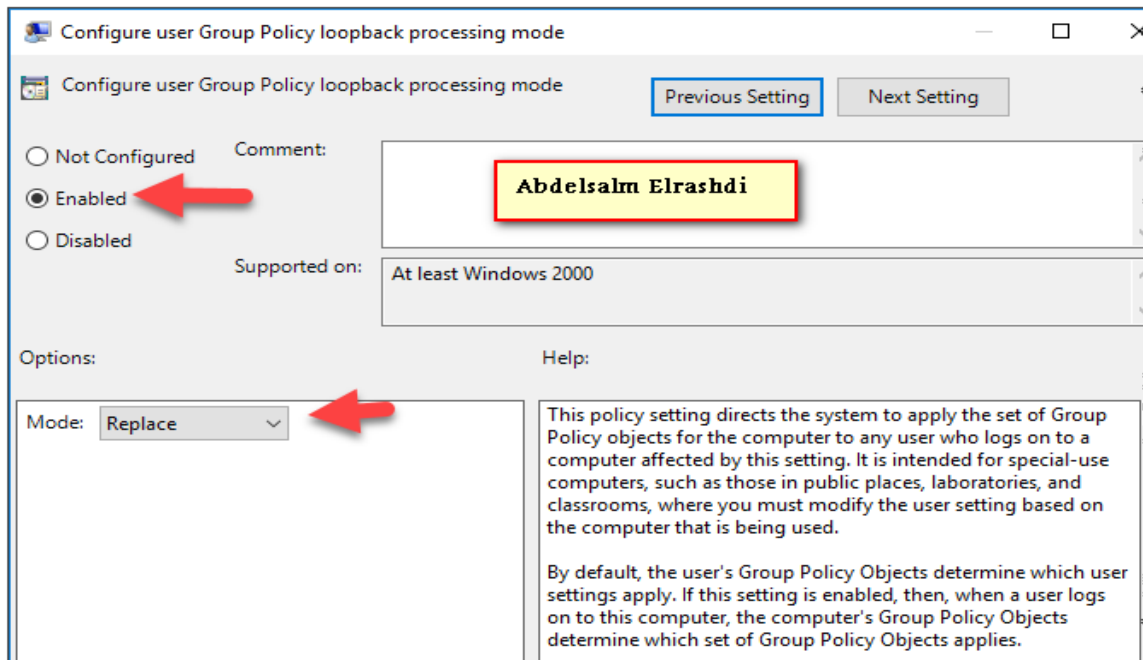 Configure user Group Policy loopback processing mode
Configure user Group Policy loopback processing mode
Previous Setting
Next Setting
Not Configured
Comment:
Abdelsalm Elrashdi
Enabled
Disabled
Supported on:
At least Windows 2000
Options:
Help:
Mode:
Replace
This policy setting directs the system to apply the set of Group
Policy objects for the computer to any user who logs on to a
computer affected by this setting. It is intended for special-use
computers, such as those in public places, laboratories, and
classrooms, where you must modify the user setting based on
the computer that is being used.
By default, the user's Group Policy Objects determine which user
settings apply. If this setting is enabled, then, when a user logs
on to this computer, the computer's Group Policy Objects
determine which set of Group Policy Objects applies.